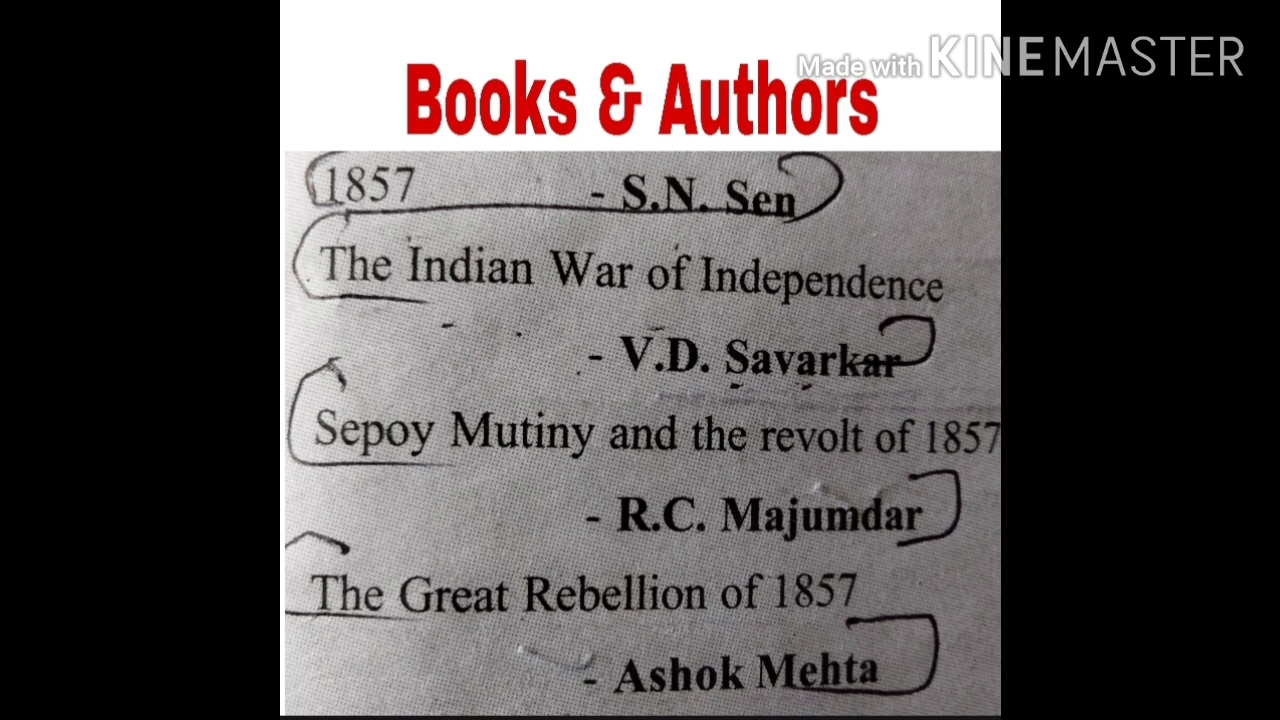 Made with KINEMASTER
Books & Authors
1857 - S.N. Sen
The Indian War of Independence
- V.D. Savarkar
Sepoy Mutiny and the revolt of 1857
- R.C. Majumdar
The Great Rebellion of 1857
- Ashok Mehta